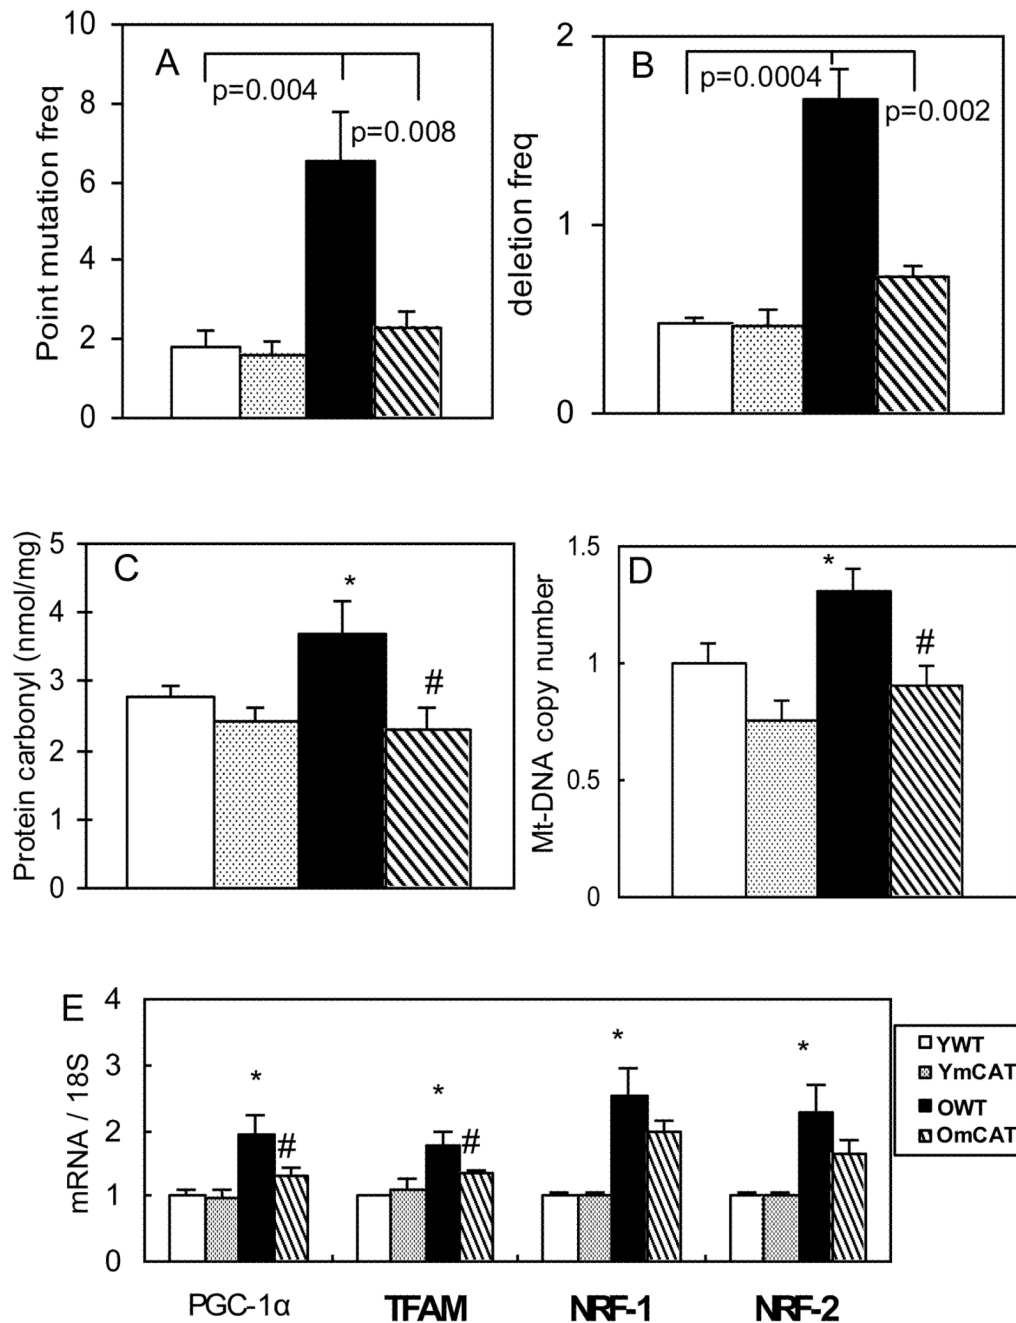 A
Point mutation freq
10
8
6
4
2
0
p=0.004
p=0.008
B
deletion freq
2
1
0
p=0.0004
p=0.002
C
Protein carbonyl (nmol/mg)
5
4
3
2
1
0
*
#
D
Mt-DNA copy number
1.5
1
0.5
0
*
#
E
mRNA / 18S
4
3
2
1
0
*
#
*
#
*
*
PGC-1α
TFAM
NRF-1
NRF-2
YWT
YmCAT
OWT
OmCAT